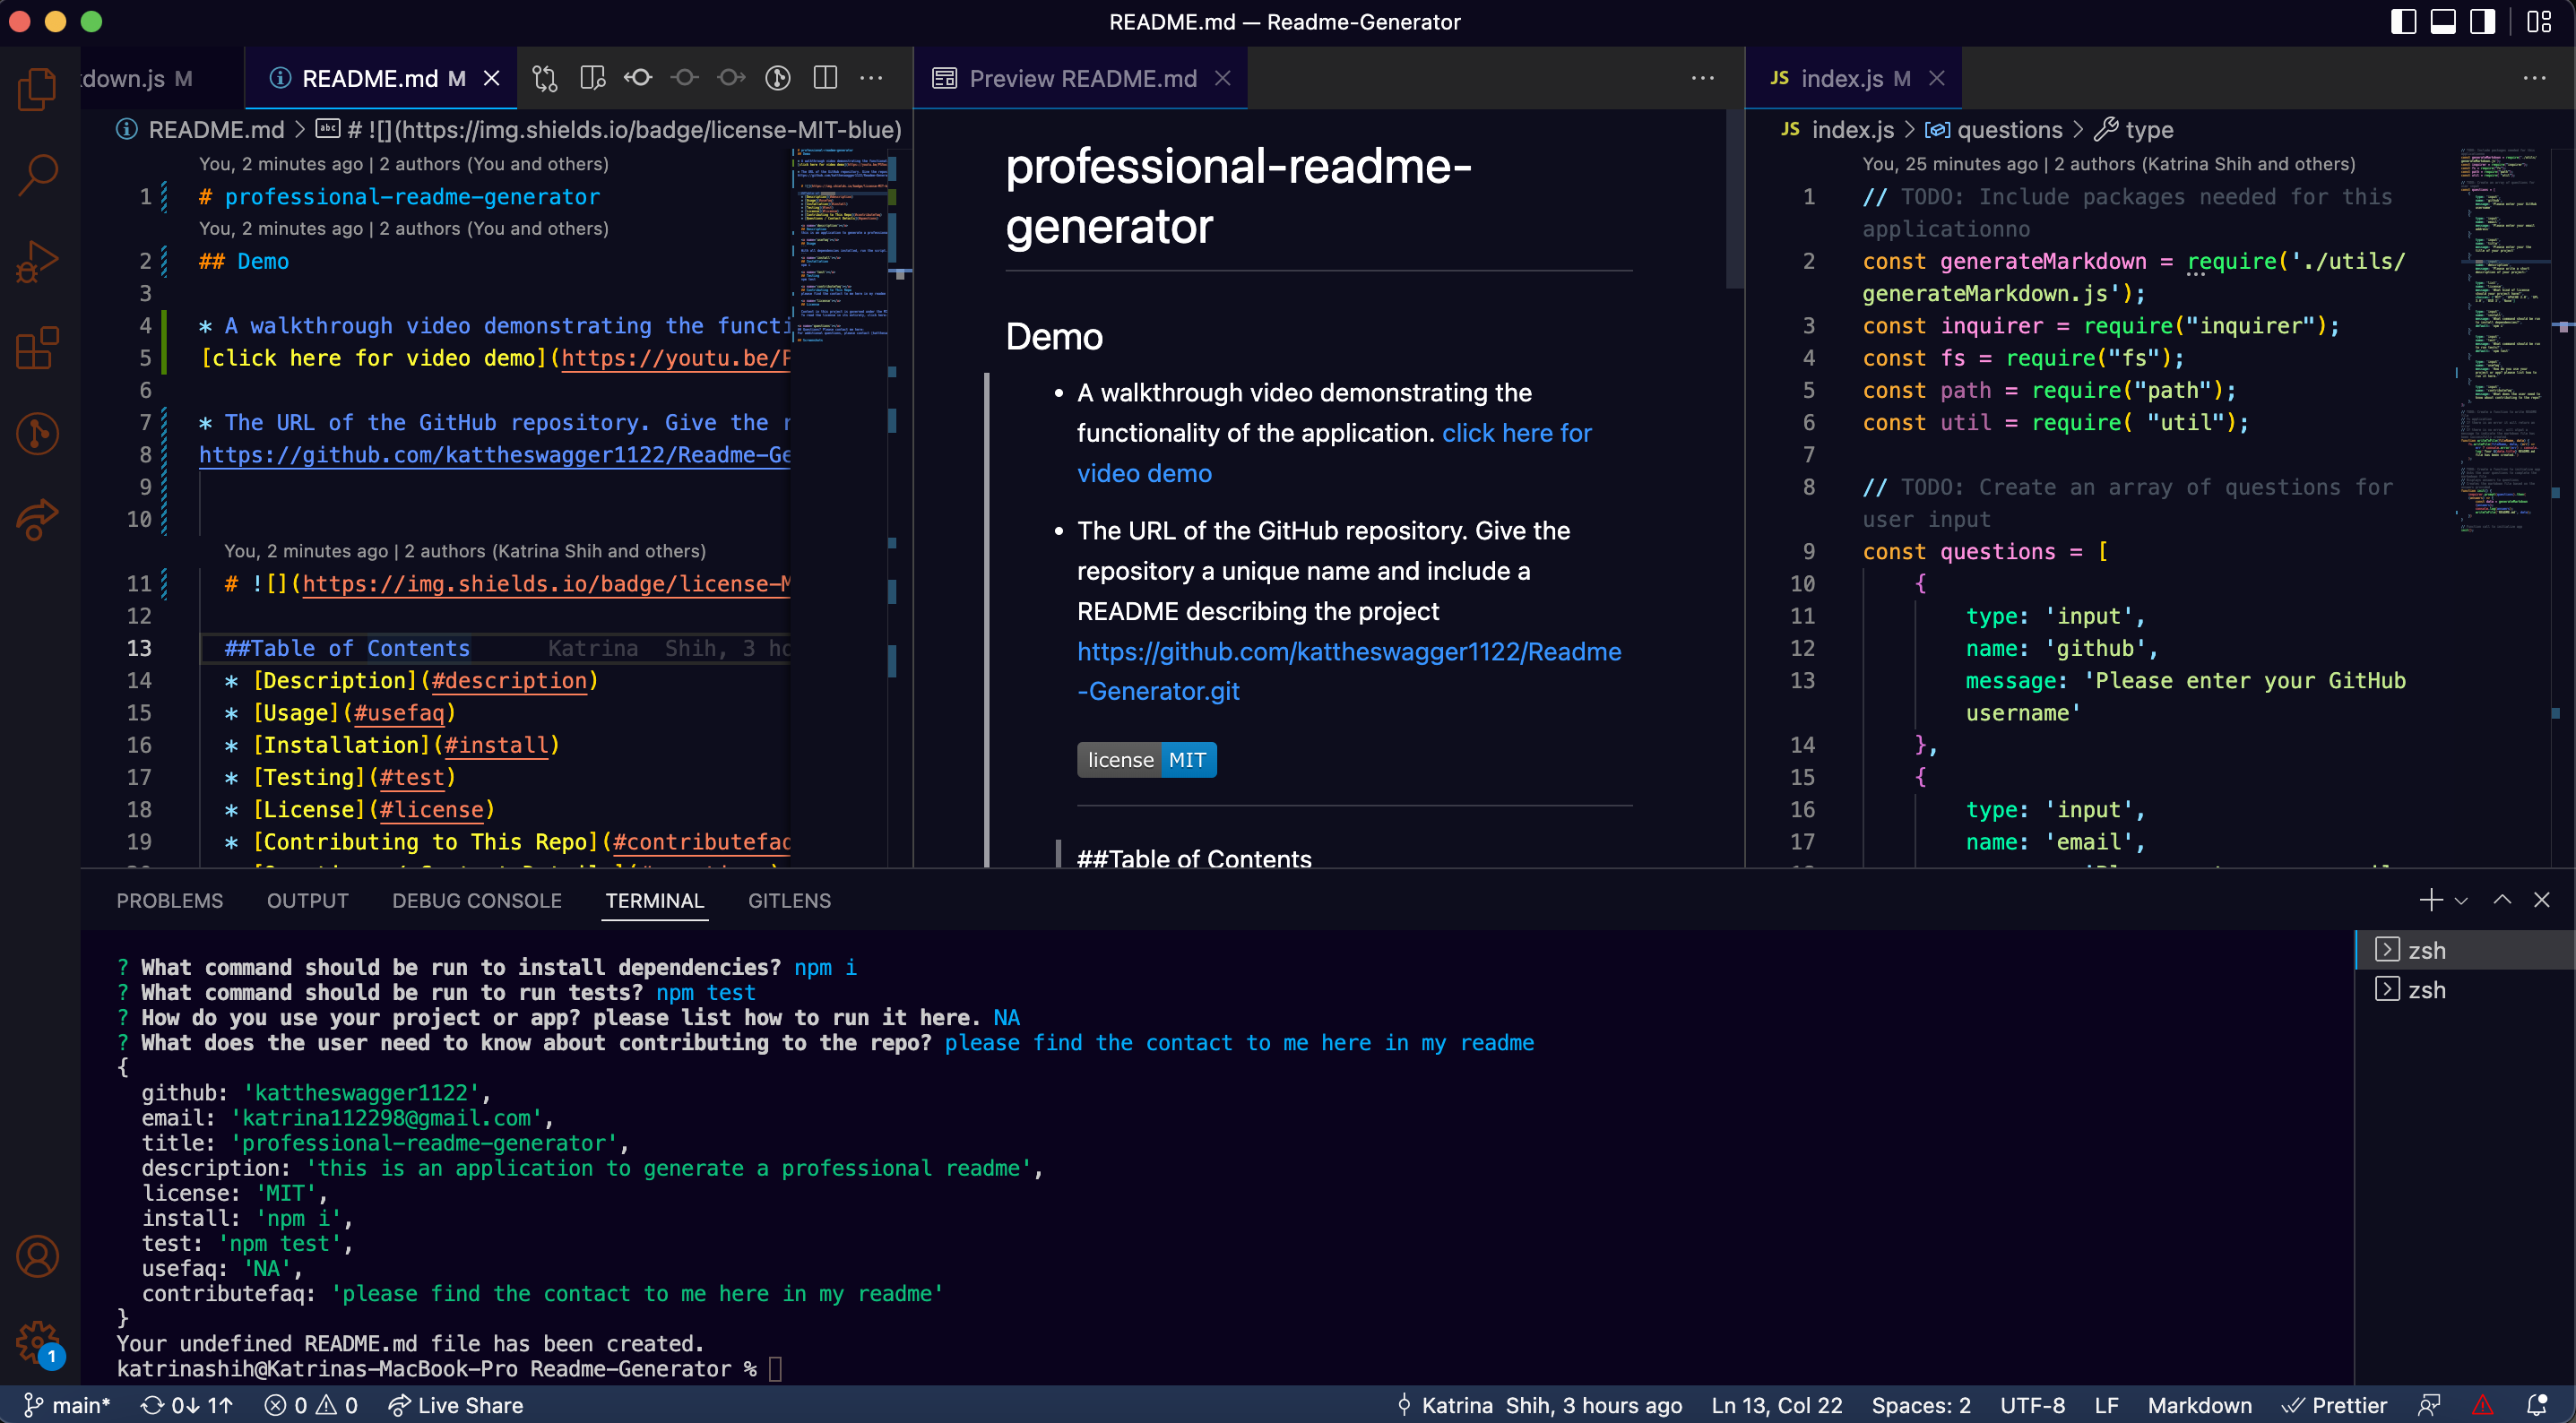 README.md — Readme-Generator
down.js M
README.md M
Preview README.md
JS index.js M
README.md > # ![](https://img.shields.io/badge/license-MIT-blue)
You, 2 minutes ago | 2 authors (You and others)
1 # professional-readme-generator
You, 2 minutes ago | 2 authors (You and others)
2 ## Demo
3
4 * A walkthrough video demonstrating the functi
5 [click here for video demo](https://youtu.be/
6
7 * The URL of the GitHub repository. Give the r
8 https://github.com/kattheswagger1122/Readme-Ge
9
10
You, 2 minutes ago | 2 authors (Katrina Shih and others)
11 # ![](https://img.shields.io/badge/license-M
12
13 ##Table of Contents Katrina Shih, 3 ho
14 * [Description](#description)
15 * [Usage](#usefaq)
16 * [Installation](#install)
17 * [Testing](#test)
18 * [License](#license)
19 * [Contributing to This Repo](#contributefaq
professional-readme-
generator
Demo
• A walkthrough video demonstrating the
functionality of the application. click here for
video demo
• The URL of the GitHub repository. Give the
repository a unique name and include a
README describing the project
https://github.com/kattheswagger1122/Readme
-Generator.git
license MIT
##Table of Contents
JS index.js > questions > type
You, 25 minutes ago | 2 authors (Katrina Shih and others)
1 // TODO: Include packages needed for this
applicationno
2 const generateMarkdown = require('./utils/
generateMarkdown.js');
3 const inquirer = require("inquirer");
4 const fs = require("fs");
5 const path = require("path");
6 const util = require( "util");
7
8 // TODO: Create an array of questions for
user input
9 const questions = [
10 {
11 type: 'input',
12 name: 'github',
13 message: 'Please enter your GitHub
username'
14 },
15 {
16 type: 'input',
17 name: 'email',
PROBLEMS OUTPUT DEBUG CONSOLE TERMINAL GITLENS
? What command should be run to install dependencies? npm i
? What command should be run to run tests? npm test
? How do you use your project or app? please list how to run it here. NA
? What does the user need to know about contributing to the repo? please find the contact to me here in my readme
{
github: 'kattheswagger1122',
email: 'katrina112298@gmail.com',
title: 'professional-readme-generator',
description: 'this is an application to generate a professional readme',
license: 'MIT',
install: 'npm i',
test: 'npm test',
usefaq: 'NA',
contributefaq: 'please find the contact to me here in my readme'
}
Your undefined README.md file has been created.
katrinashih@Katrinas-MacBook-Pro Readme-Generator %
zsh
zsh
1
main* 0↓ 1↑ 0 0 Live Share
Katrina Shih, 3 hours ago Ln 13, Col 22 Spaces: 2 UTF-8 LF Markdown Prettier